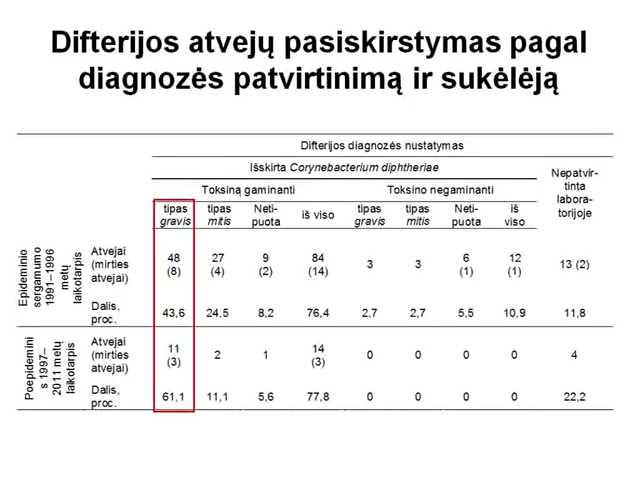 Difterijos atvejų pasiskirstymas pagal
diagnozės patvirtinimą ir sukėlėją
Difterijos diagnozės nustatymas
Išskirta Corynebacterium diphtheriae
Nepatvir-
tinta
labora-
torijoje
Toksiną gaminanti
Toksino negaminanti
tipas
gravis
tipas
mitis
Neti-
puota
iš viso
tipas
gravis
tipas
mitis
Neti-
puota
iš
viso
Epideminio
sergamumo
1991–1996
metų
laikotarpis
Atvejai
(mirties
atvejai)
48
(8)
27
(4)
9
(2)
84
(14)
3
3
6
(1)
12
(1)
13 (2)
Dalis,
proc.
43,6 24,5 8,2 76,4 2,7 2,7 5,5 10,9 11,8
Poepidemini
s 1997–
2011 metų
laikotarpis
Atvejai
(mirties
atvejai)
11
(3)
2
1
14
(3)
0
0
0
0
4
Dalis,
proc.
61,1 11,1 5,6 77,8 0 0 0 0 22,2